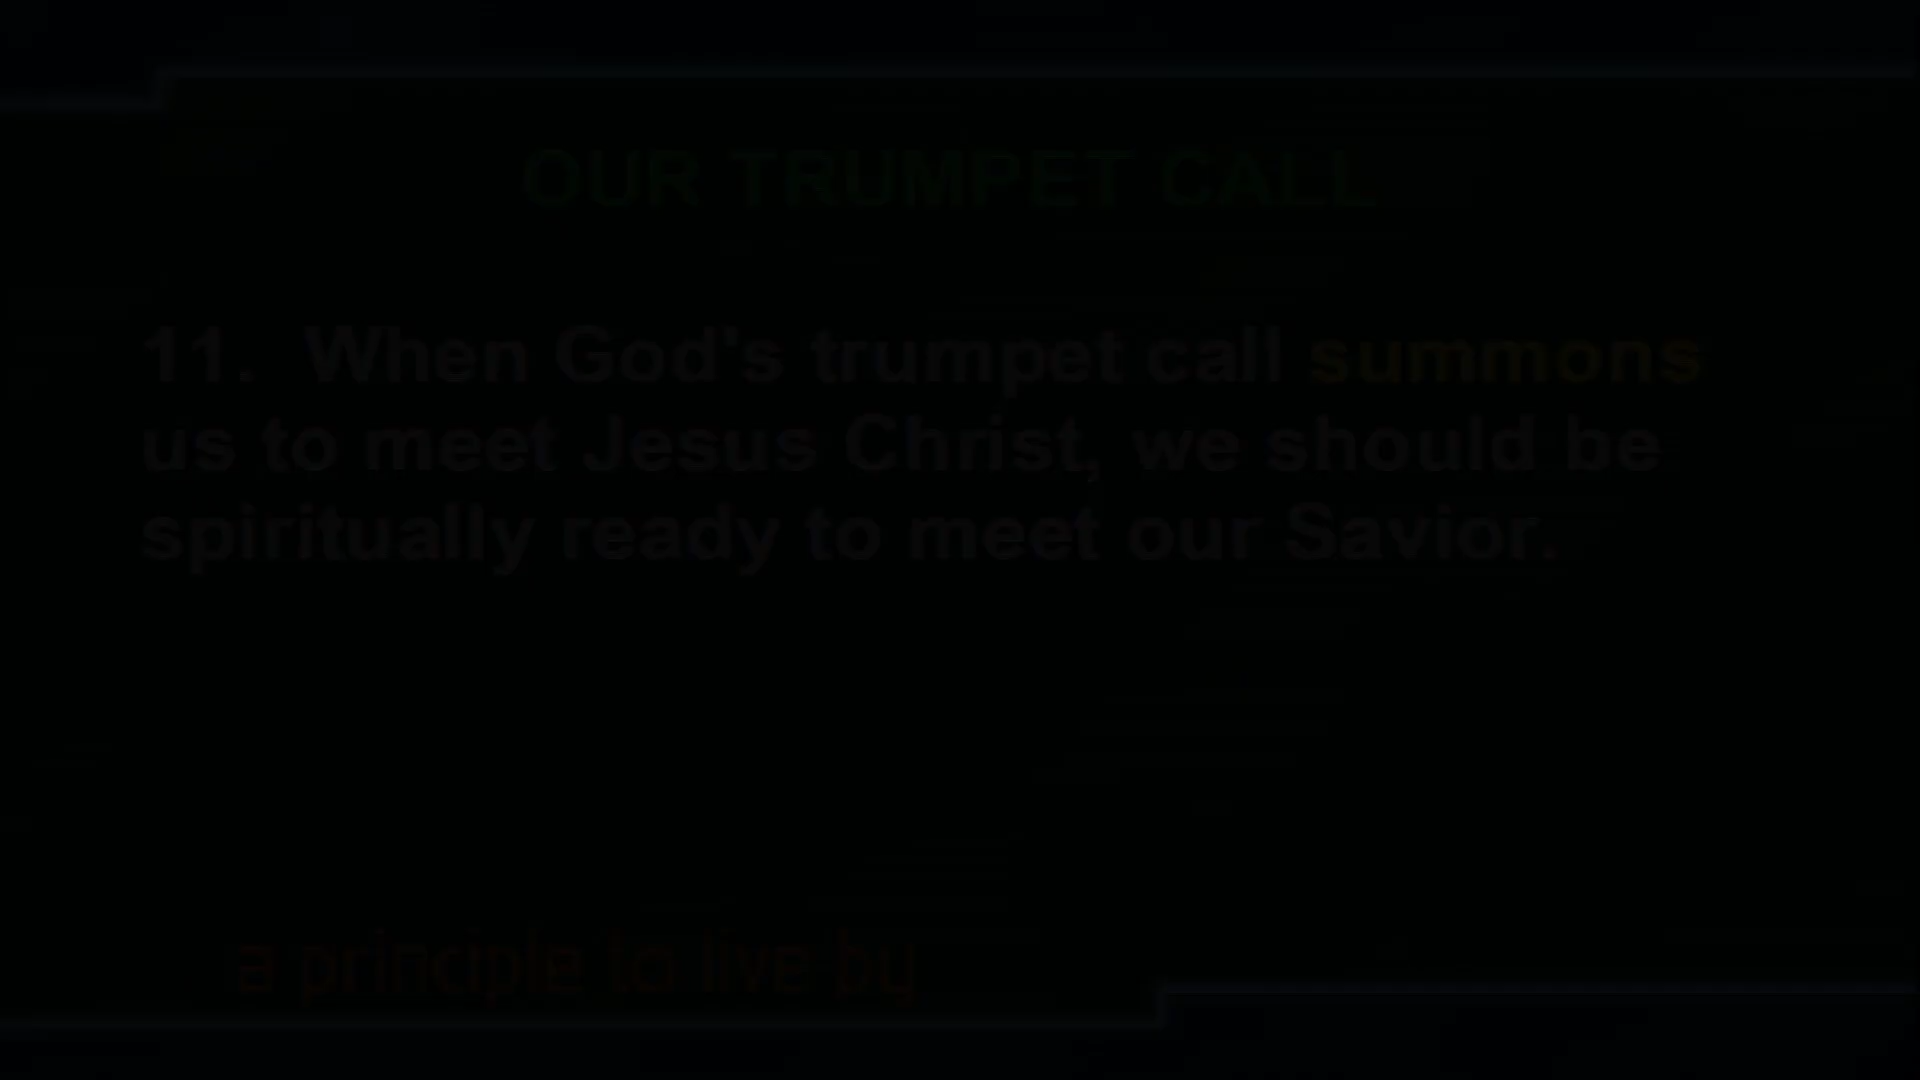 OUR TRUMPET CALL
11. When God's trumpet call summons
us to meet Jesus Christ, we should be
spiritually ready to meet our Savior.
a principle to live by